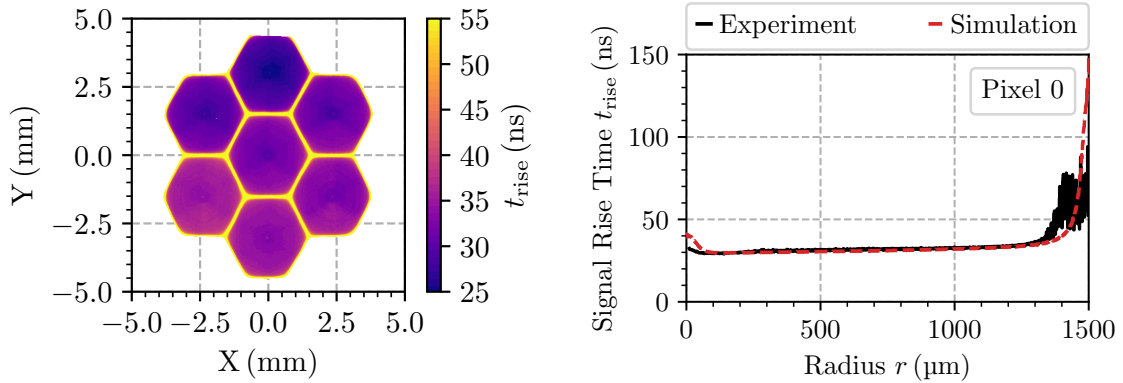 5.0
2.5
0.0
−2.5
−5.0
Y (mm)
−5.0 −2.5 0.0 2.5 5.0
X (mm)
55
50
45
40
35
30
25
t_rise (ns)
Experiment Simulation
150
100
50
0
Signal Rise Time t_rise (ns)
Pixel 0
0 500 1000 1500
Radius r (µm)